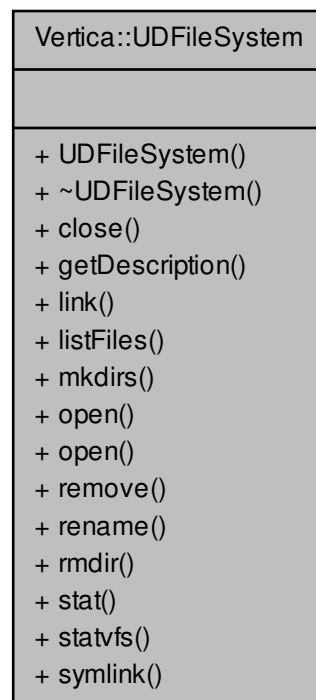 Vertica::UDFileSystem
+ UDFileSystem()
+ ~UDFileSystem()
+ close()
+ getDescription()
+ link()
+ listFiles()
+ mkdirs()
+ open()
+ open()
+ remove()
+ rename()
+ rmdir()
+ stat()
+ statvfs()
+ symlink()